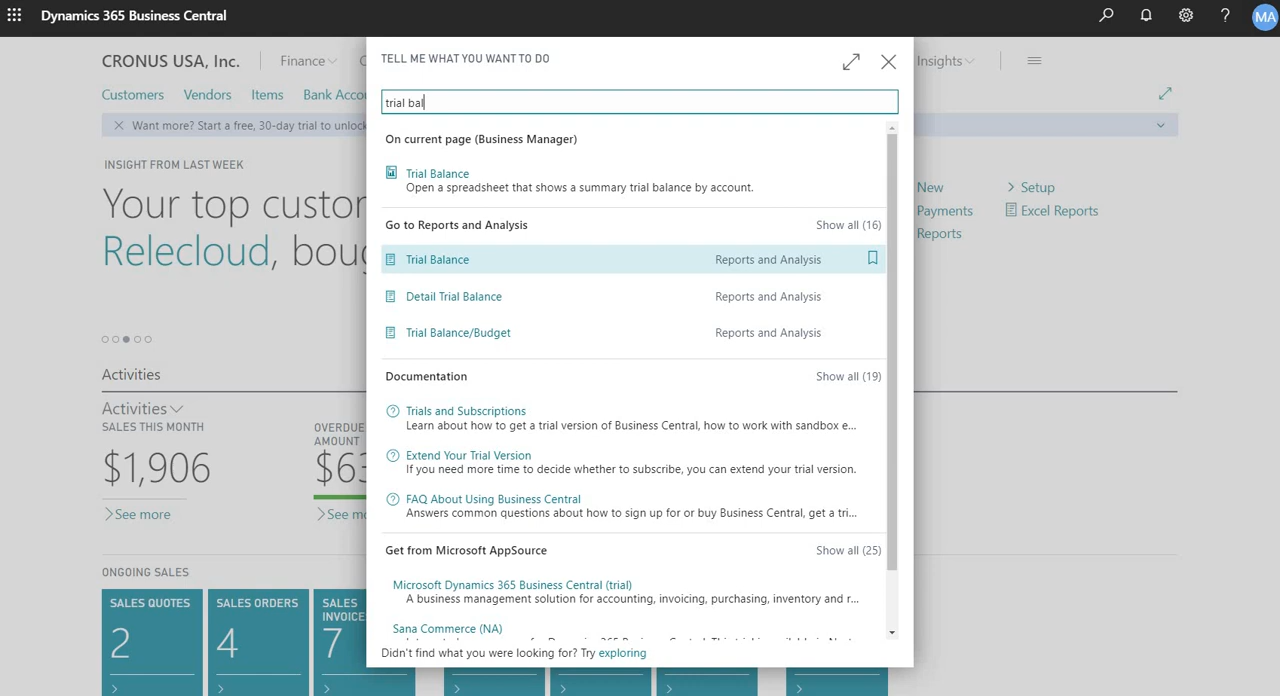 Dynamics 365 Business Central
MA
CRONUS USA, Inc.
Finance
Insights
Customers Vendors Items Bank Accou
Want more? Start a free, 30-day trial to unlock
INSIGHT FROM LAST WEEK
Your top custor
Relecloud, boug
New
Payments
Reports
Setup
Excel Reports
Activities
Activities
SALES THIS MONTH
$1,906
See more
OVERDUE
AMOUNT
$63
See mo
ONGOING SALES
SALES QUOTES
2
SALES ORDERS
4
SALES
INVOICE
7
TELL ME WHAT YOU WANT TO DO
trial bal
On current page (Business Manager)
Trial Balance
Open a spreadsheet that shows a summary trial balance by account.
Go to Reports and Analysis Show all (16)
Trial Balance Reports and Analysis
Detail Trial Balance Reports and Analysis
Trial Balance/Budget Reports and Analysis
Documentation Show all (19)
Trials and Subscriptions
Learn about how to get a trial version of Business Central, how to work with sandbox e...
Extend Your Trial Version
If you need more time to decide whether to subscribe, you can extend your trial version.
FAQ About Using Business Central
Answers common questions about how to sign up for or buy Business Central, get a tri...
Get from Microsoft AppSource Show all (25)
Microsoft Dynamics 365 Business Central (trial)
A business management solution for accounting, invoicing, purchasing, inventory and r...
Sana Commerce (NA)
Didn't find what you were looking for? Try exploring